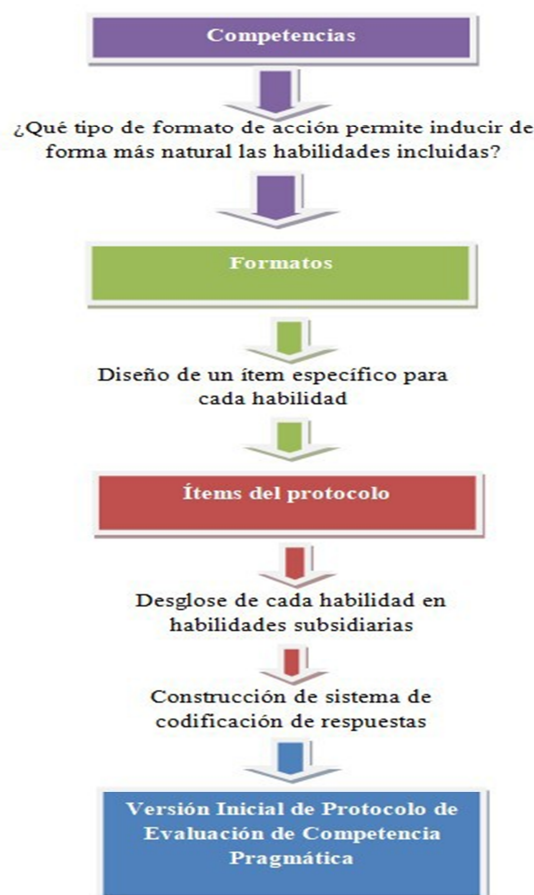 Competencias
¿Qué tipo de formato de acción permite inducir de
forma más natural las habilidades incluidas?
Formatos
Diseño de un ítem específico para
cada habilidad
Ítems del protocolo
Desglose de cada habilidad en
habilidades subsidiarias
Construcción de sistema de
codificación de respuestas
Versión Inicial de Protocolo de
Evaluación de Competencia
Pragmática